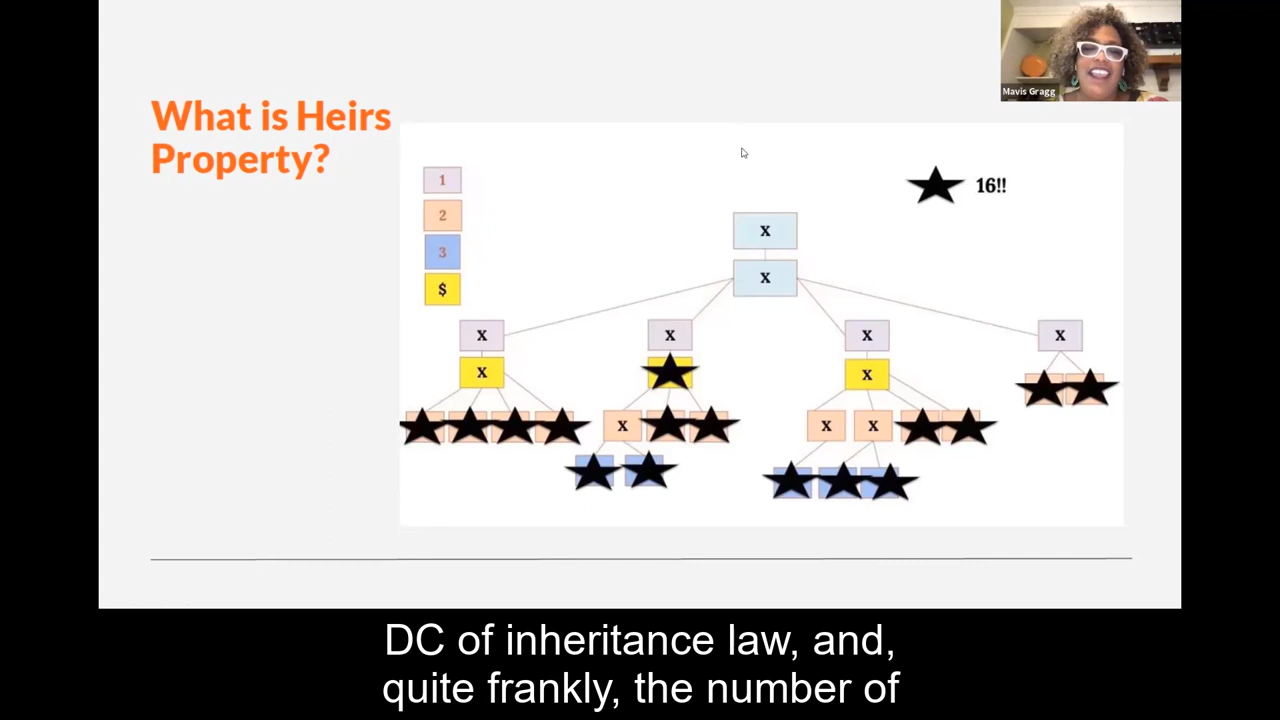 Mavis Gragg
What is Heirs
Property?
1
2
3
$
16!!
x
x
x x x x
x x
x x x
DC of inheritance law, and,
quite frankly, the number of